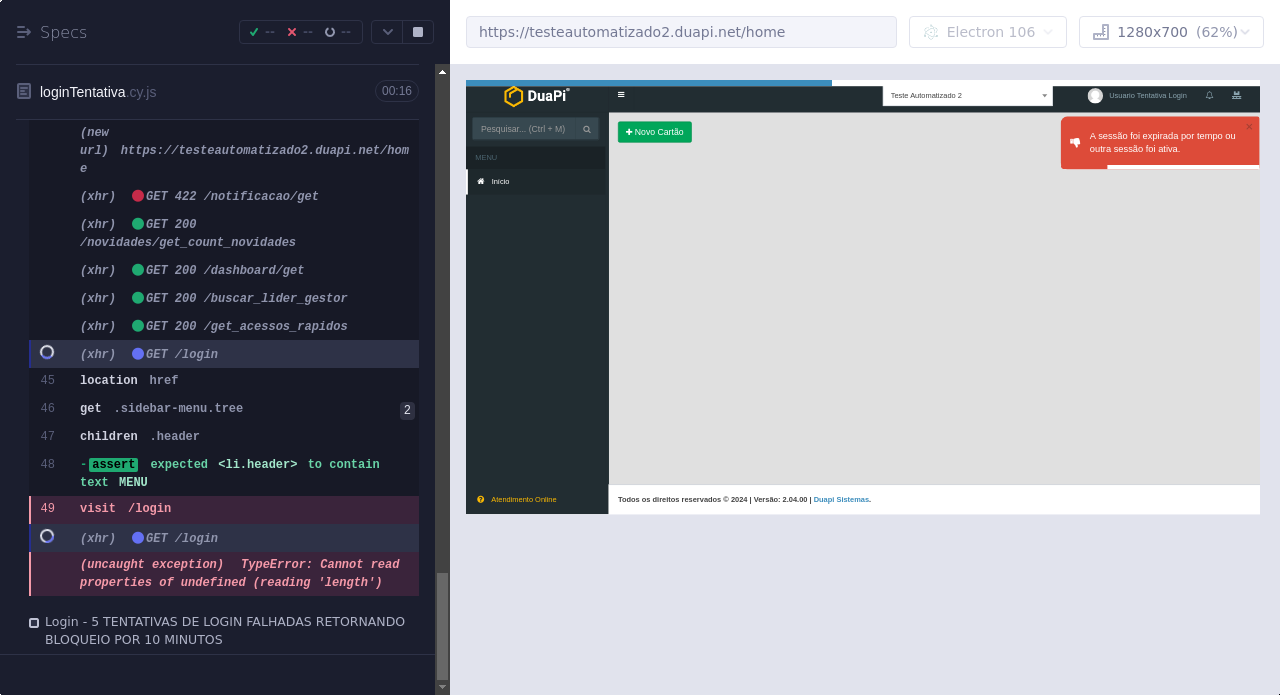 Specs
--
--
--
https://testeautomatizado2.duapi.net/home
Electron 106
1280x700 (62%)
loginTentativa.cy.js
00:16
(new
url) https://testeautomatizado2.duapi.net/hom
e
(xhr) GET 422 /notificacao/get
(xhr) GET 200
/novidades/get_count_novidades
(xhr) GET 200 /dashboard/get
(xhr) GET 200 /buscar_lider_gestor
(xhr) GET 200 /get_acessos_rapidos
(xhr) GET /login
45 location href
46 get .sidebar-menu.tree 2
47 children .header
48 -assert expected <li.header> to contain
text MENU
49 visit /login
(xhr) GET /login
(uncaught exception) TypeError: Cannot read
properties of undefined (reading 'length')
Login - 5 TENTATIVAS DE LOGIN FALHADAS RETORNANDO
BLOQUEIO POR 10 MINUTOS
DuaPi
Teste Automatizado 2
Usuario Tentativa Login
Pesquisar... (Ctrl + M)
MENU
Início
Novo Cartão
A sessão foi expirada por tempo ou
outra sessão foi ativa.
×
Atendimento Online
Todos os direitos reservados © 2024 | Versão: 2.04.00 | Duapi Sistemas.